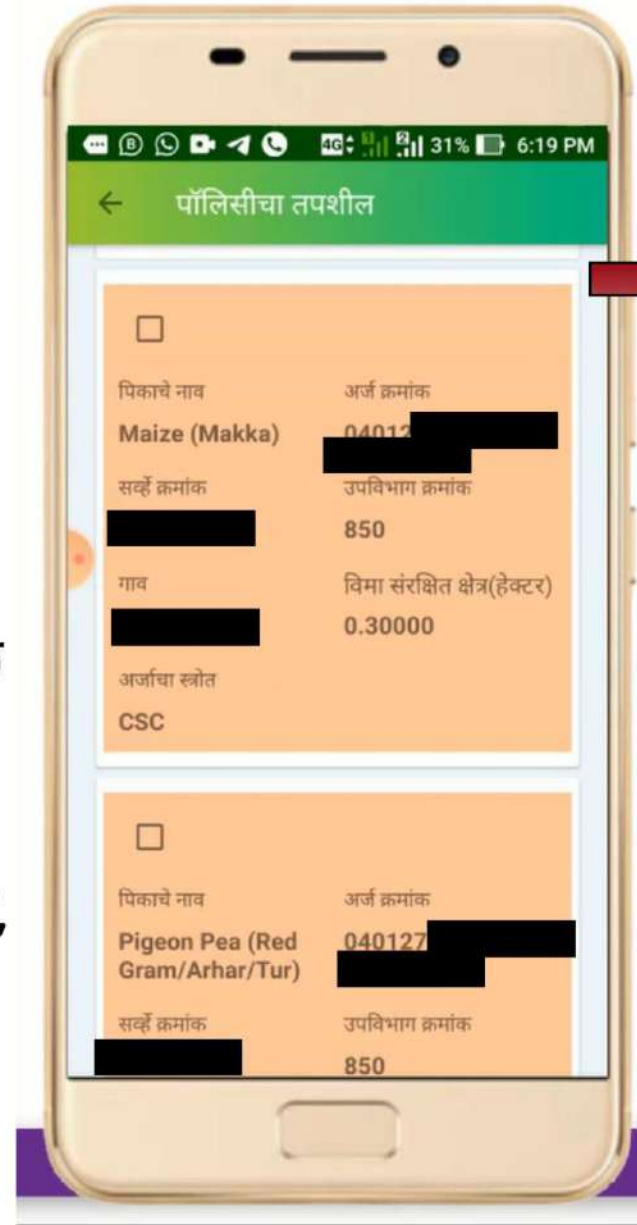 31% 6:19 PM
पॉलिसीचा तपशील
पिकाचे नाव अर्ज क्रमांक
Maize (Makka) 04012
सर्व्हे क्रमांक उपविभाग क्रमांक
850
गाव विमा संरक्षित क्षेत्र(हेक्टर)
0.30000
अर्जाचा स्त्रोत
CSC
पिकाचे नाव अर्ज क्रमांक
Pigeon Pea (Red 040127
Gram/Arhar/Tur)
सर्व्हे क्रमांक उपविभाग क्रमांक
850